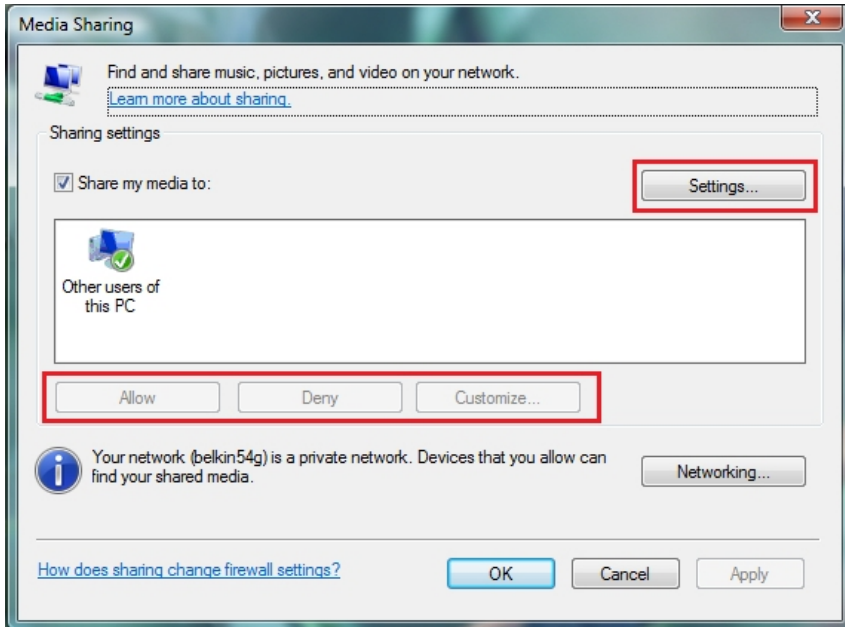 Media Sharing
Find and share music, pictures, and video on your network.
Learn more about sharing.
Sharing settings
Share my media to:
Settings...
Other users of
this PC
Allow
Deny
Customize...
Your network (belkin54g) is a private network. Devices that you allow can
find your shared media.
Networking...
How does sharing change firewall settings?
OK
Cancel
Apply